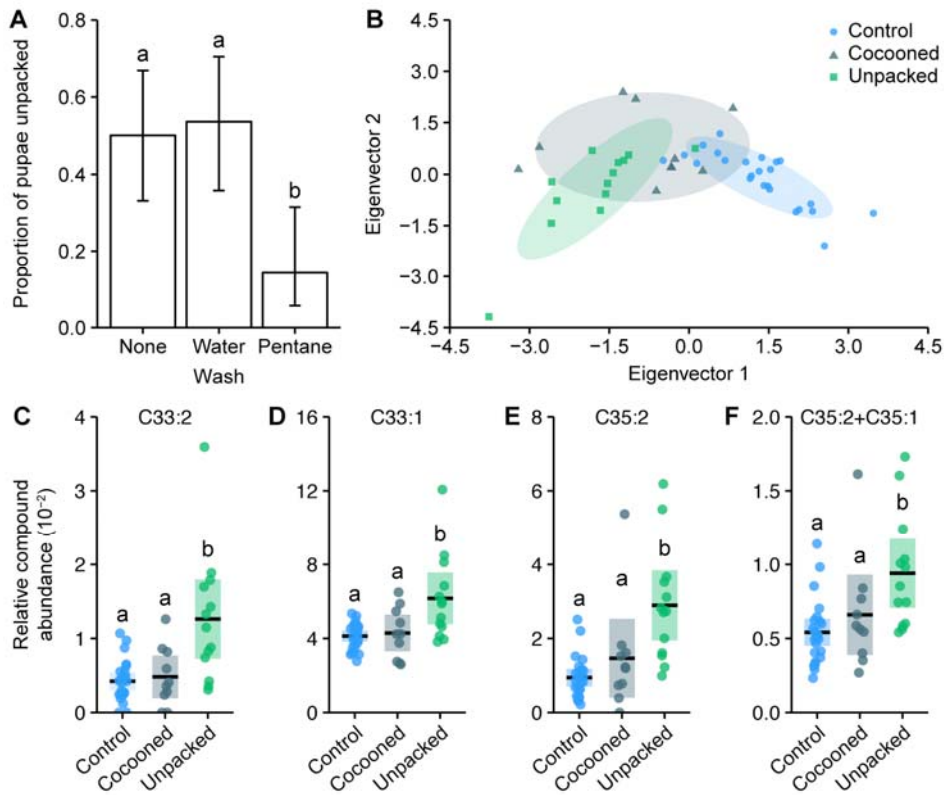 A
Proportion of pupae unpacked
0.8
0.6
0.4
0.2
0.0
a
a
b
None Water Pentane
Wash
B
Eigenvector 2
4.5
3.0
1.5
0.0
−1.5
−3.0
−4.5
−4.5 −3.0 −1.5 0.0 1.5 3.0 4.5
Eigenvector 1
Control
Cocooned
Unpacked
Relative compound
abundance (10⁻²)
C
C33:2
4
3
2
1
0
a a b
Control Cocooned Unpacked
D
C33:1
16
12
8
4
0
a a b
Control Cocooned Unpacked
E
C35:2
8
6
4
2
0
a a b
Control Cocooned Unpacked
F
C35:2+C35:1
2.0
1.5
1.0
0.5
0.0
a a b
Control Cocooned Unpacked